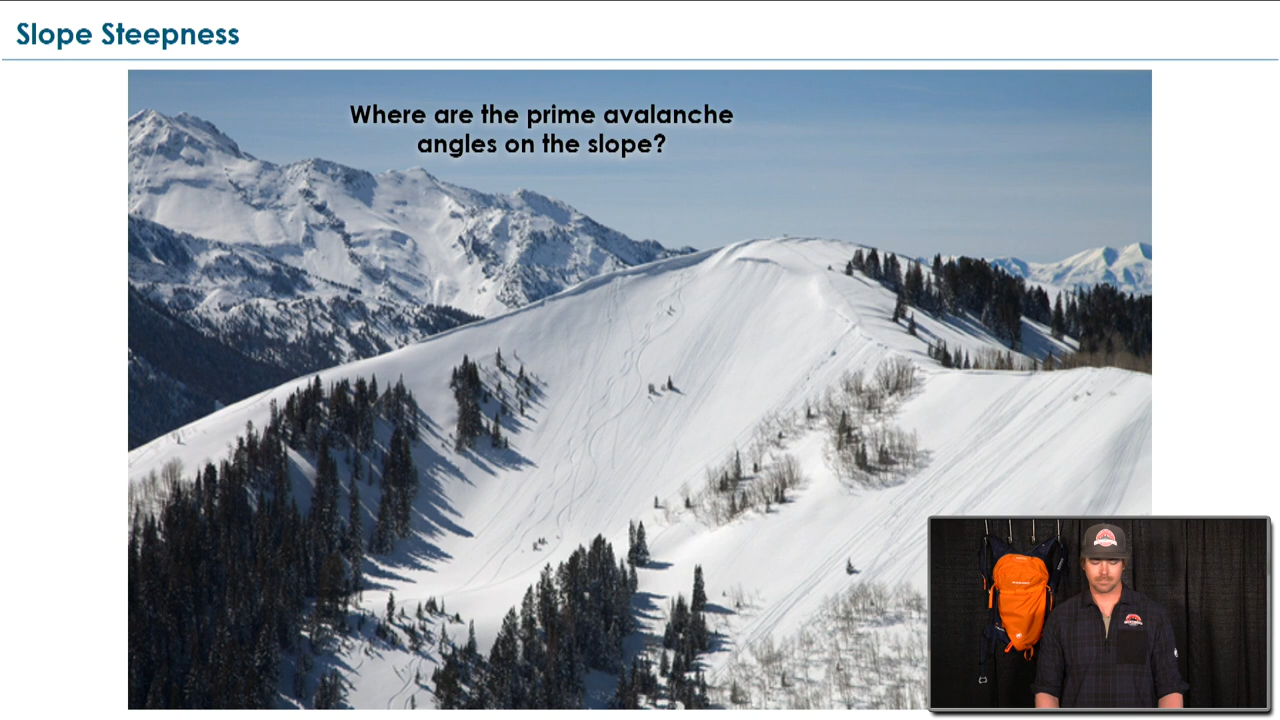 Slope Steepness
Where are the prime avalanche
angles on the slope?